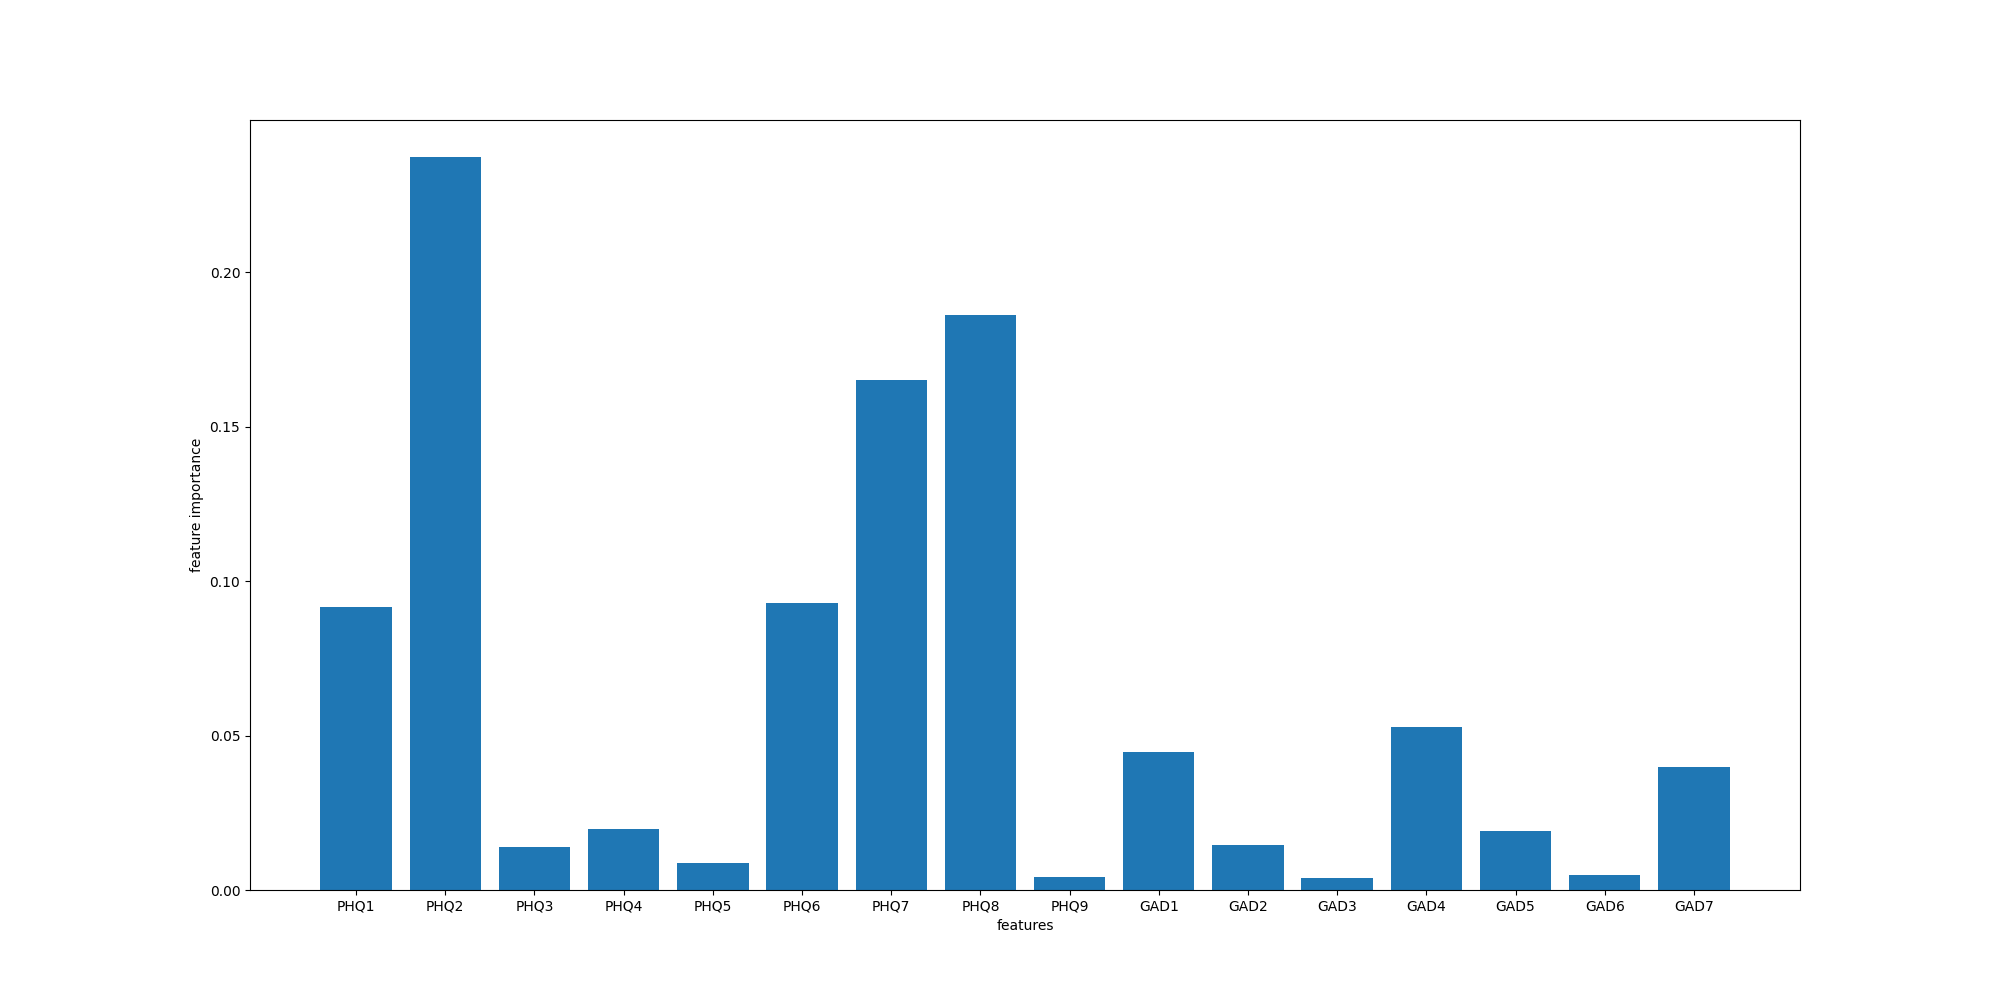 feature importance
0.20
0.15
0.10
0.05
0.00
PHQ1 PHQ2 PHQ3 PHQ4 PHQ5 PHQ6 PHQ7 PHQ8 PHQ9 GAD1 GAD2 GAD3 GAD4 GAD5 GAD6 GAD7
features